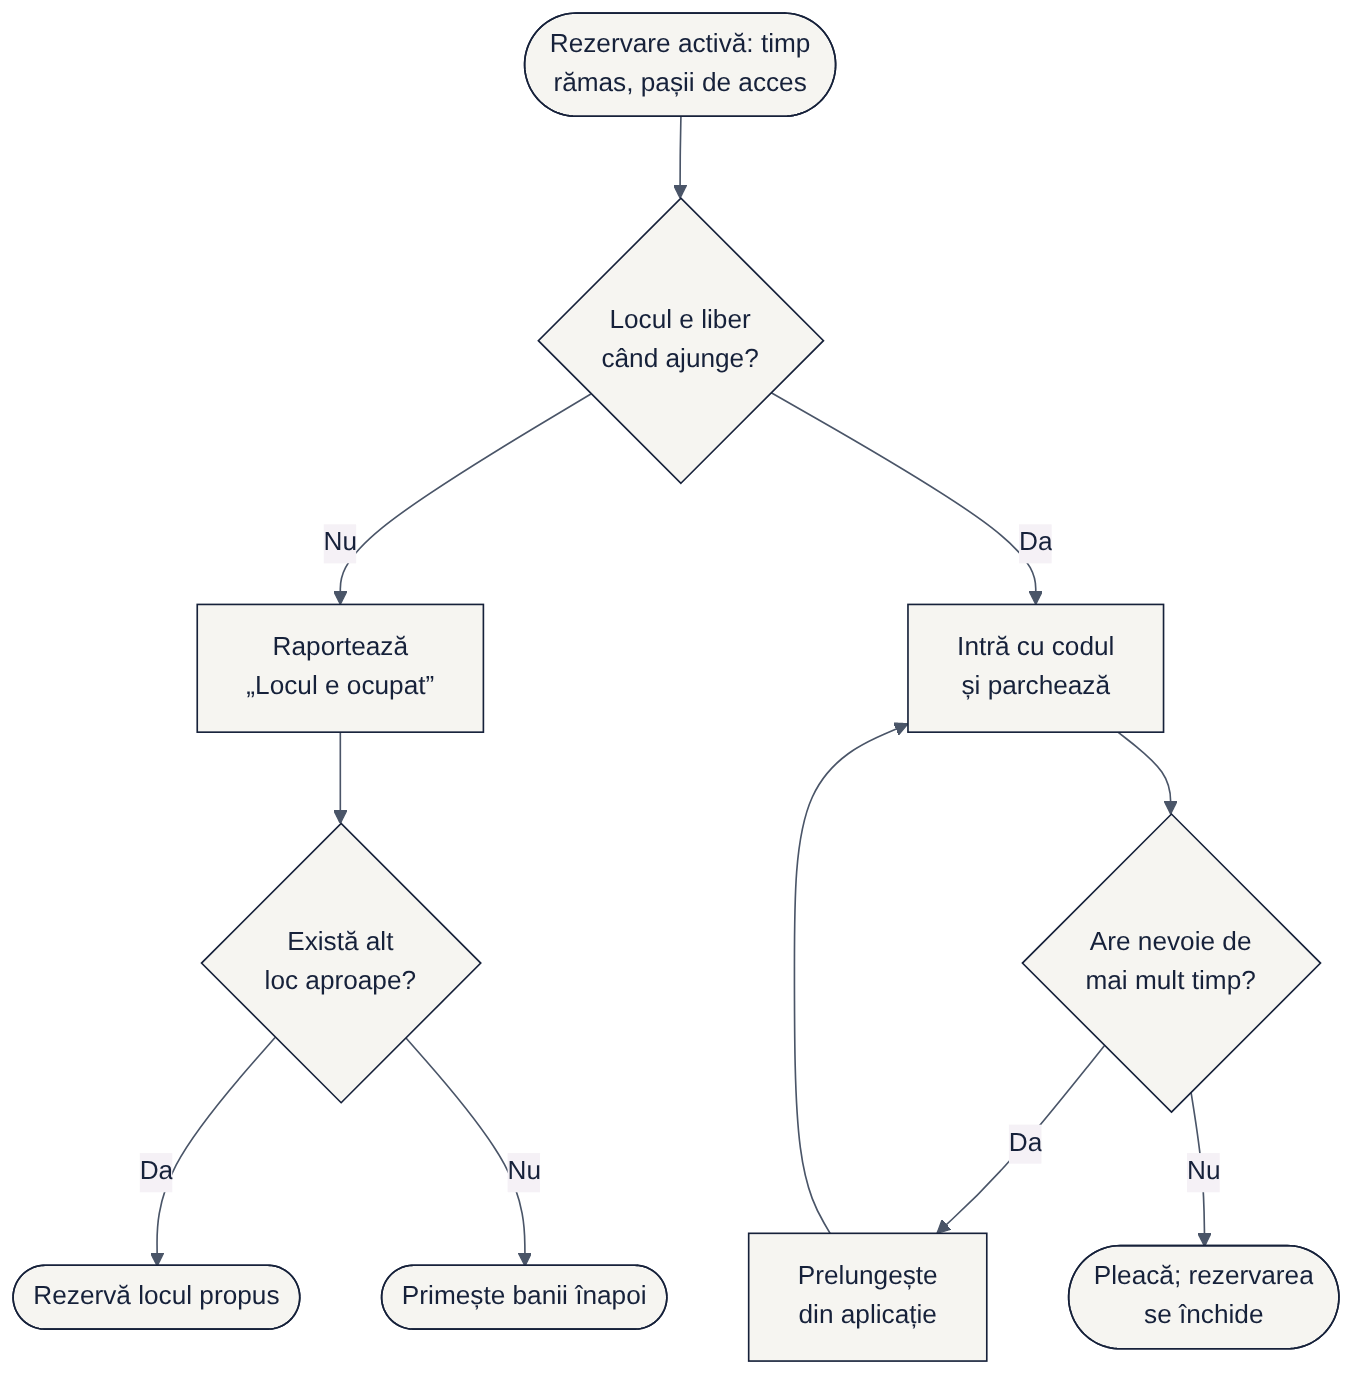 Rezervare activă: timp
rămas, pașii de acces
Locul e liber
când ajunge?
Nu
Da
Raportează
„Locul e ocupat”
Intră cu codul
și parchează
Există alt
loc aproape?
Are nevoie de
mai mult timp?
Da
Nu
Da
Nu
Rezervă locul propus
Primește banii înapoi
Prelungește
din aplicație
Pleacă; rezervarea
se închide